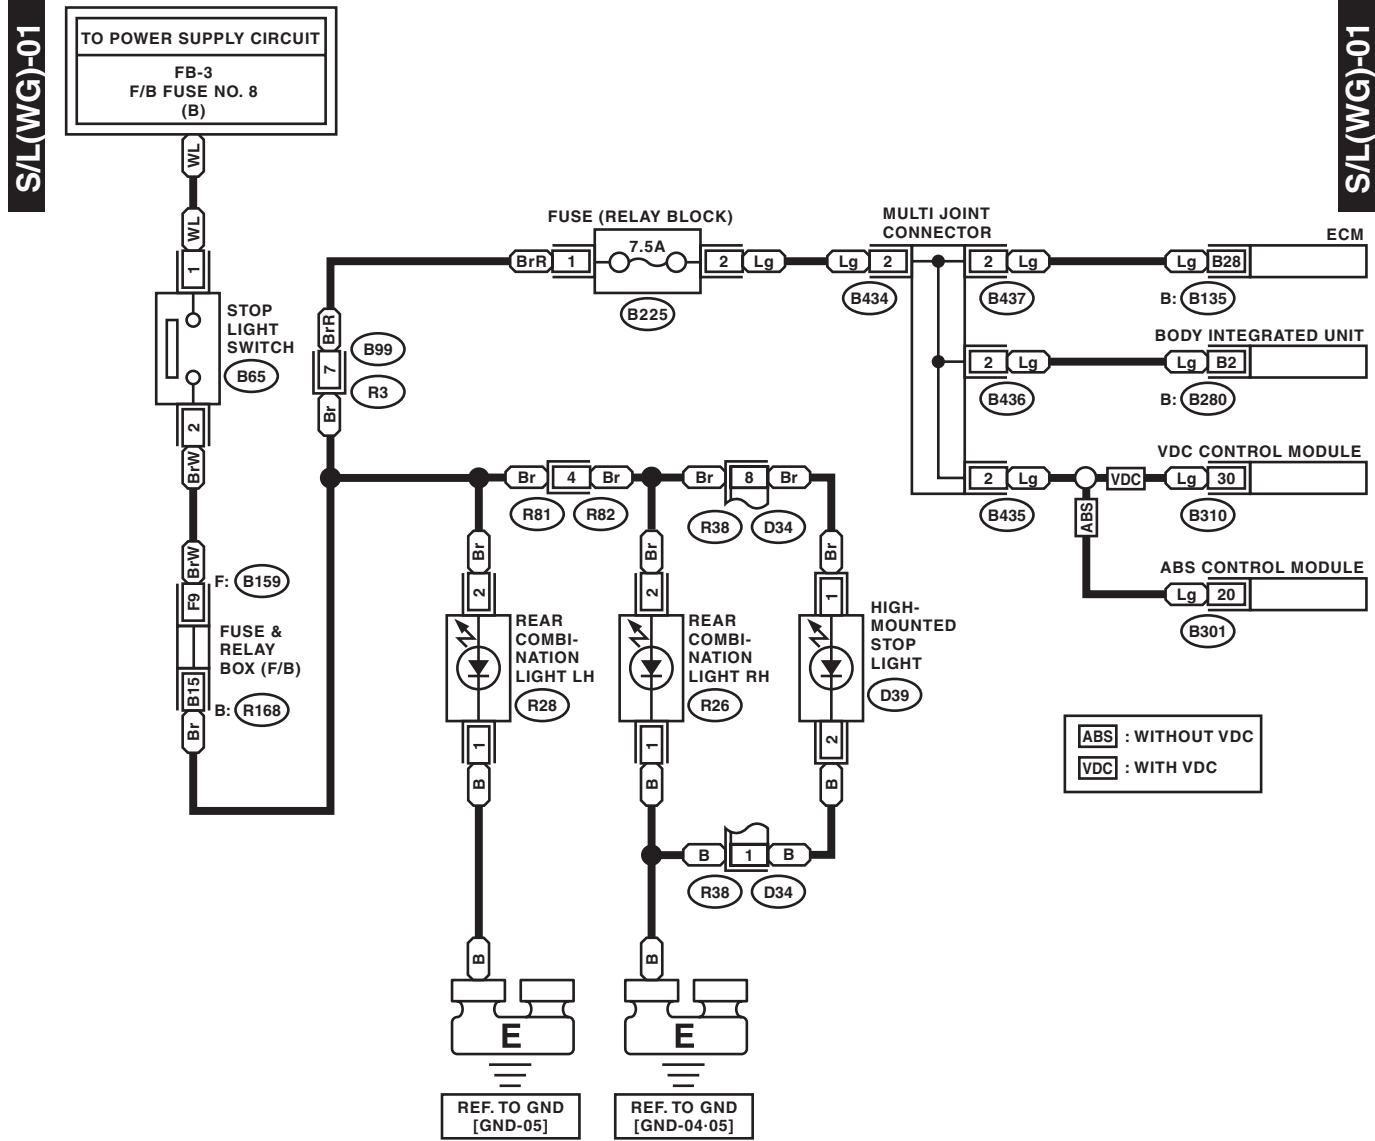 S/L(WG)-01
S/L(WG)-01
TO POWER SUPPLY CIRCUIT
FB-3
F/B FUSE NO. 8
(B)
WL
WL
1
STOP
LIGHT
SWITCH
B65
2
BrW
BrW
F9
F: B159
FUSE &
RELAY
BOX (F/B)
B15
B: R168
Br
BrR
7
B99
R3
Br
FUSE (RELAY BLOCK)
BrR
1
7.5A
2
Lg
B225
MULTI JOINT
CONNECTOR
Lg
2
B434
2
Lg
B437
ECM
Lg
B28
B: B135
2
Lg
B436
BODY INTEGRATED UNIT
Lg
B2
B: B280
2
Lg
B435
VDC
ABS
VDC CONTROL MODULE
Lg
30
B310
ABS CONTROL MODULE
Lg
20
B301
Br
4
Br
R81
R82
Br
8
Br
R38
D34
Br
2
REAR
COMBI-
NATION
LIGHT LH
R28
1
B
B
Br
2
REAR
COMBI-
NATION
LIGHT RH
R26
1
B
B
Br
1
HIGH-
MOUNTED
STOP
LIGHT
D39
2
B
B
1
B
R38
D34
ABS : WITHOUT VDC
VDC : WITH VDC
E
E
REF. TO GND
[GND-05]
REF. TO GND
[GND-04·05]